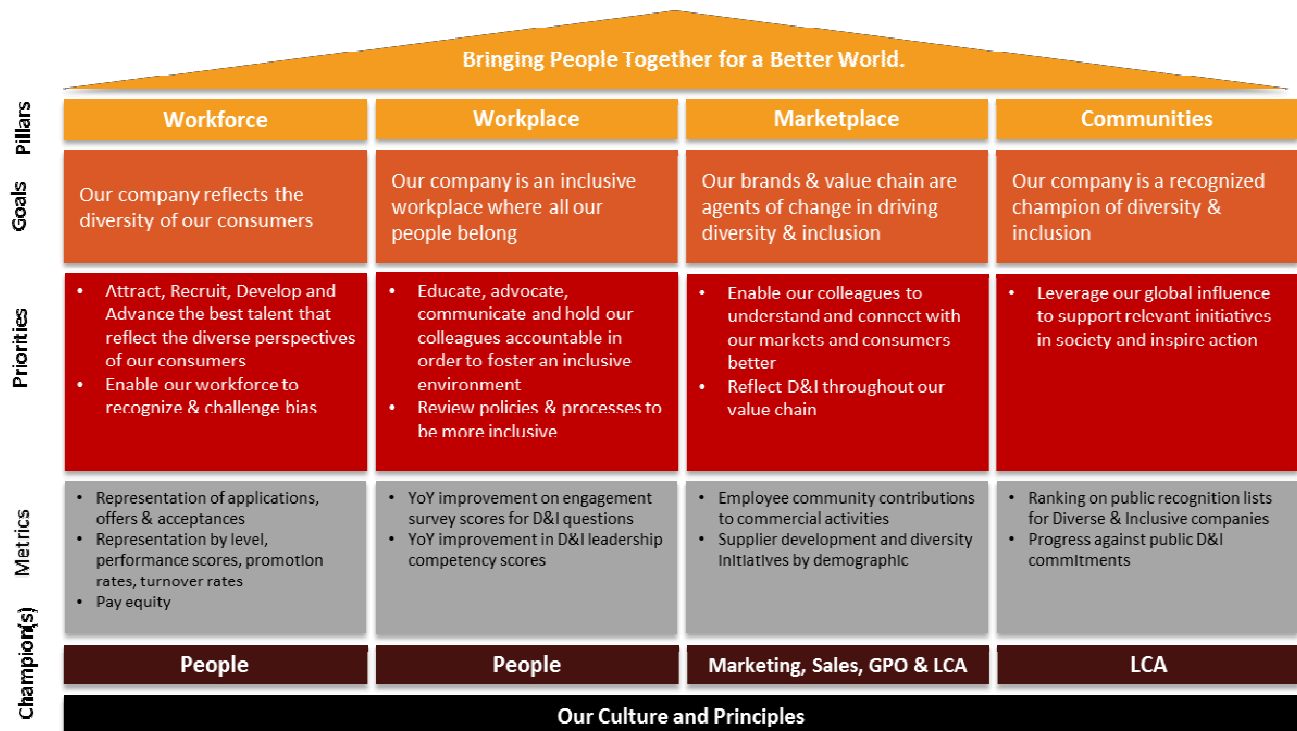 Bringing People Together for a Better World.
Pillars
Workforce
Workplace
Marketplace
Communities
Goals
Our company reflects the
diversity of our consumers
Our company is an inclusive
workplace where all our
people belong
Our brands & value chain are
agents of change in driving
diversity & inclusion
Our company is a recognized
champion of diversity &
inclusion
Priorities
• Attract, Recruit, Develop and
Advance the best talent that
reflect the diverse perspectives
of our consumers
• Enable our workforce to
recognize & challenge bias
• Educate, advocate,
communicate and hold our
colleagues accountable in
order to foster an inclusive
environment
• Review policies & processes to
be more inclusive
• Enable our colleagues to
understand and connect with
our markets and consumers
better
• Reflect D&I throughout our
value chain
• Leverage our global influence
to support relevant initiatives
in society and inspire action
Metrics
• Representation of applications,
offers & acceptances
• Representation by level,
performance scores, promotion
rates, turnover rates
• Pay equity
• YoY improvement on engagement
survey scores for D&I questions
• YoY improvement in D&I leadership
competency scores
• Employee community contributions
to commercial activities
• Supplier development and diversity
initiatives by demographic
• Ranking on public recognition lists
for Diverse & Inclusive companies
• Progress against public D&I
commitments
Champion(s)
People
People
Marketing, Sales, GPO & LCA
LCA
Our Culture and Principles